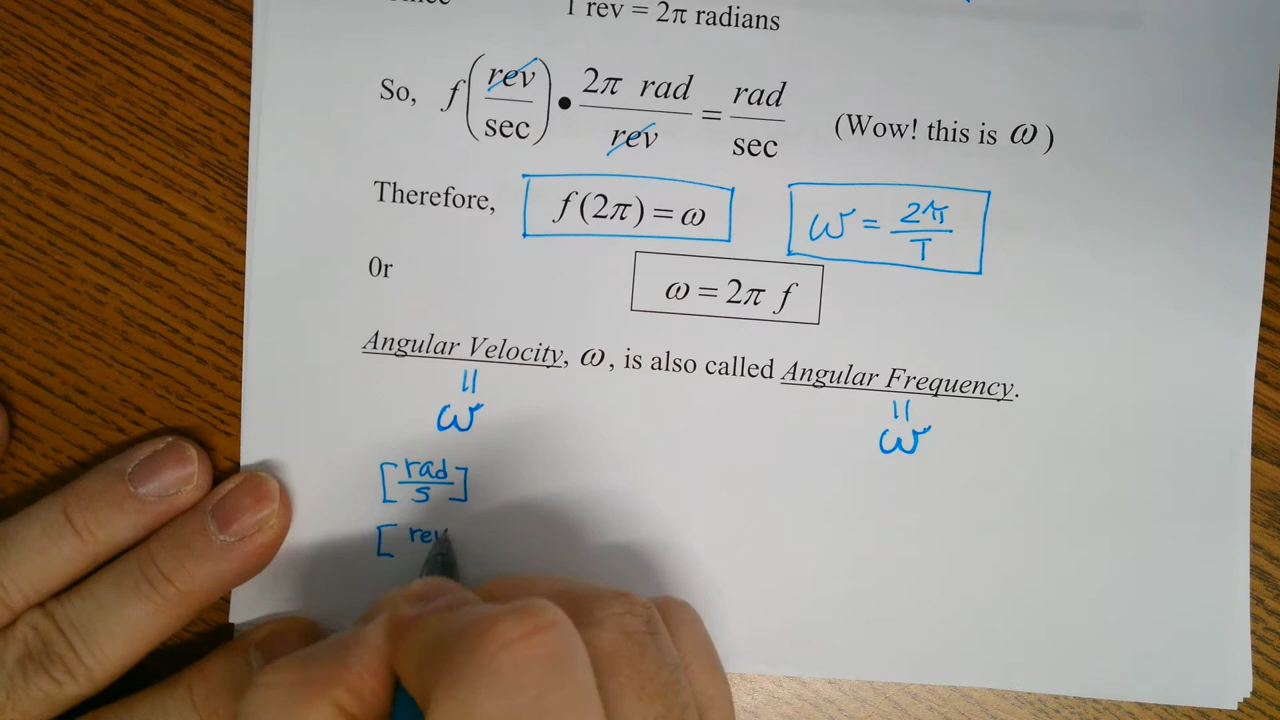 1 rev = 2π radians
So, f(rev/sec) • 2π rad/rev = rad/sec (Wow! this is ω)
Therefore, f(2π) = ω ω = 2π/T
Or ω = 2π f
Angular Velocity, ω, is also called Angular Frequency.
= ω = ω
[rad/s]
[rev